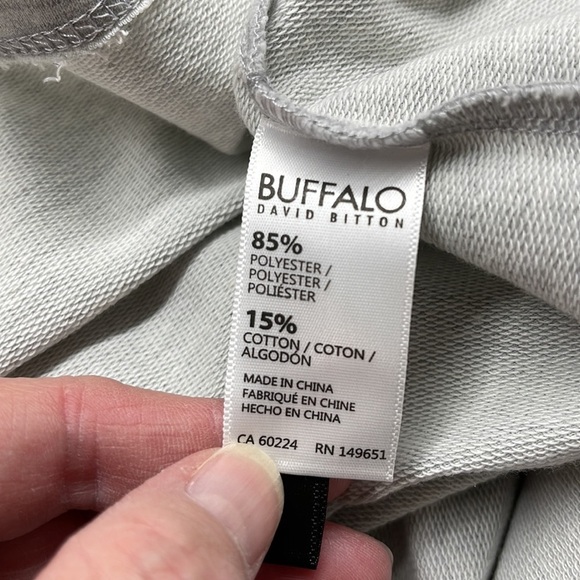 BUFFALO
DAVID BITTON
85%
POLYESTER /
POLYESTER /
POLIÉSTER
15%
COTTON / COTON /
ALGODÓN
MADE IN CHINA
FABRIQUÉ EN CHINE
HECHO EN CHINA
CA 60224 RN 149651